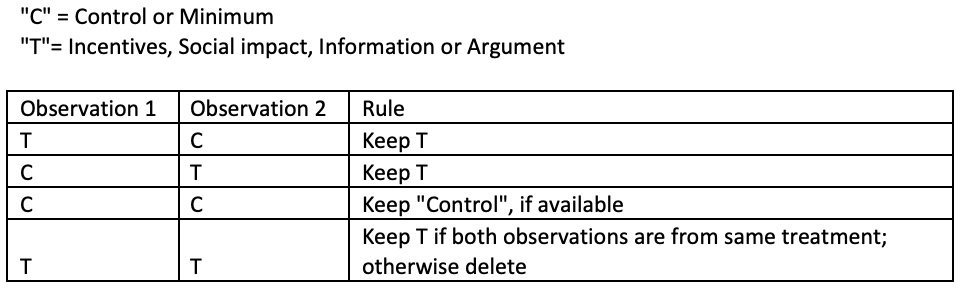 "C" = Control or Minimum
"T"= Incentives, Social impact, Information or Argument
Observation 1 Observation 2 Rule
T C Keep T
C T Keep T
C C Keep "Control", if available
Keep T if both observations are from same treatment;
T T otherwise delete